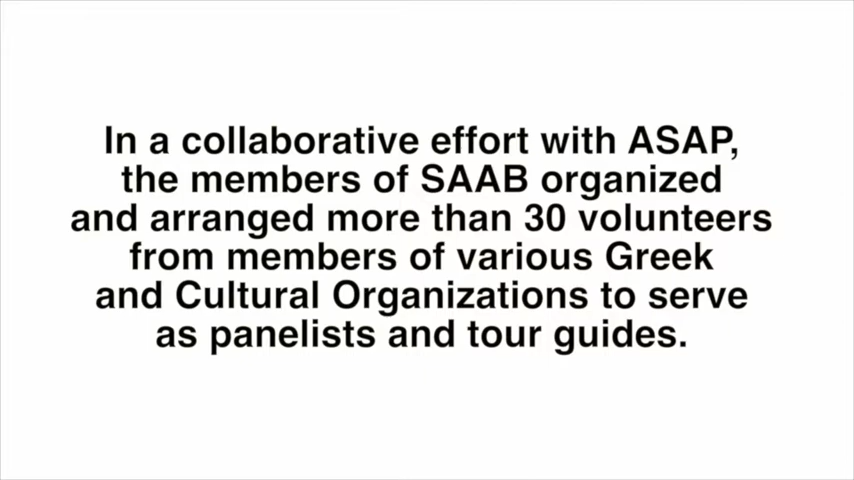 In a collaborative effort with ASAP,
the members of SAAB organized
and arranged more than 30 volunteers
from members of various Greek
and Cultural Organizations to serve
as panelists and tour guides.